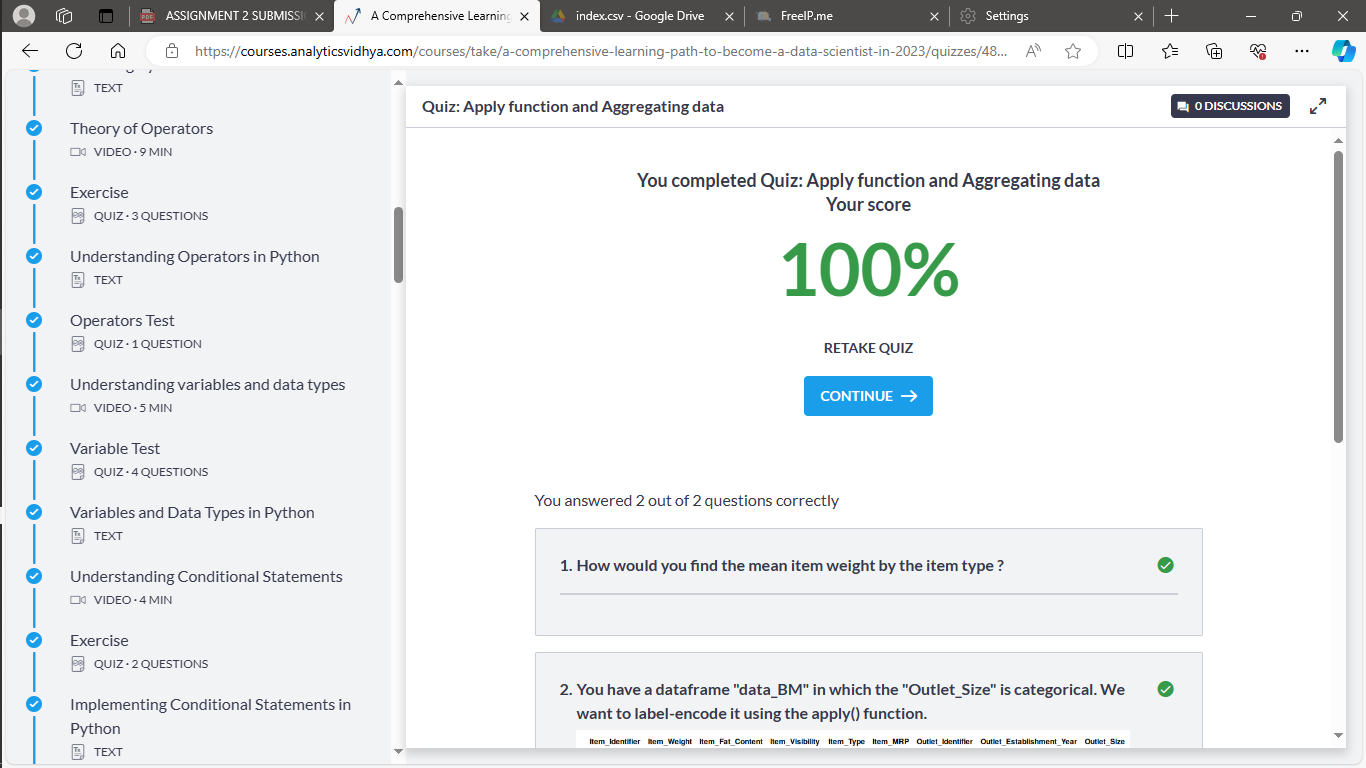 ASSIGNMENT 2 SUBMISSI
A Comprehensive Learning
index.csv - Google Drive
FreeIP.me
Settings
https://courses.analyticsvidhya.com/courses/take/a-comprehensive-learning-path-to-become-a-data-scientist-in-2023/quizzes/48...
TEXT
Theory of Operators
VIDEO · 9 MIN
Exercise
QUIZ · 3 QUESTIONS
Understanding Operators in Python
TEXT
Operators Test
QUIZ · 1 QUESTION
Understanding variables and data types
VIDEO · 5 MIN
Variable Test
QUIZ · 4 QUESTIONS
Variables and Data Types in Python
TEXT
Understanding Conditional Statements
VIDEO · 4 MIN
Exercise
QUIZ · 2 QUESTIONS
Implementing Conditional Statements in
Python
TEXT
Quiz: Apply function and Aggregating data
0 DISCUSSIONS
You completed Quiz: Apply function and Aggregating data
Your score
100%
RETAKE QUIZ
CONTINUE
You answered 2 out of 2 questions correctly
1. How would you find the mean item weight by the item type ?
2. You have a dataframe "data_BM" in which the "Outlet_Size" is categorical. We
want to label-encode it using the apply() function.
Item_Identifier Item_Weight Item_Fat_Content Item_Visibility Item_Type Item_MRP Outlet_Identifier Outlet_Establishment_Year Outlet_Size